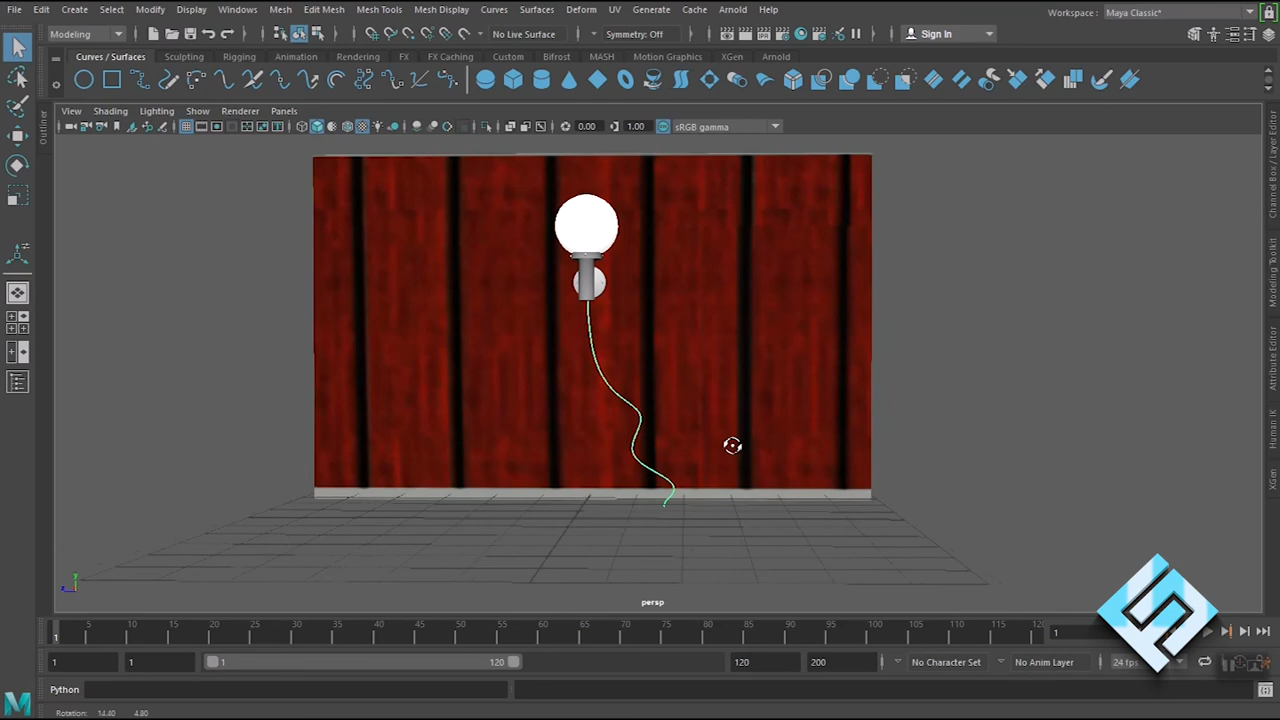 File Edit Create Select Modify Display Windows Mesh Edit Mesh Mesh Tools Mesh Display Curves Surfaces Deform UV Generate Cache Arnold Help
Workspace : Maya Classic*
Modeling No Live Surface Symmetry: Off Sign In
Curves / Surfaces Sculpting Rigging Animation Rendering FX FX Caching Custom Bifrost MASH Motion Graphics XGen Arnold
View Shading Lighting Show Renderer Panels
0.00 1.00 sRGB gamma
Outliner
Channel Box / Layer Editor
Modeling Toolkit
Attribute Editor
Human IK
XGen
persp
1 5 10 15 20 25 30 35 40 45 50 55 60 65 70 75 80 85 90 95 100 105 110 115 120
1
1 1 1 120 120 200 No Character Set No Anim Layer 24 fps
Python
Rotation: 14.40 4.80